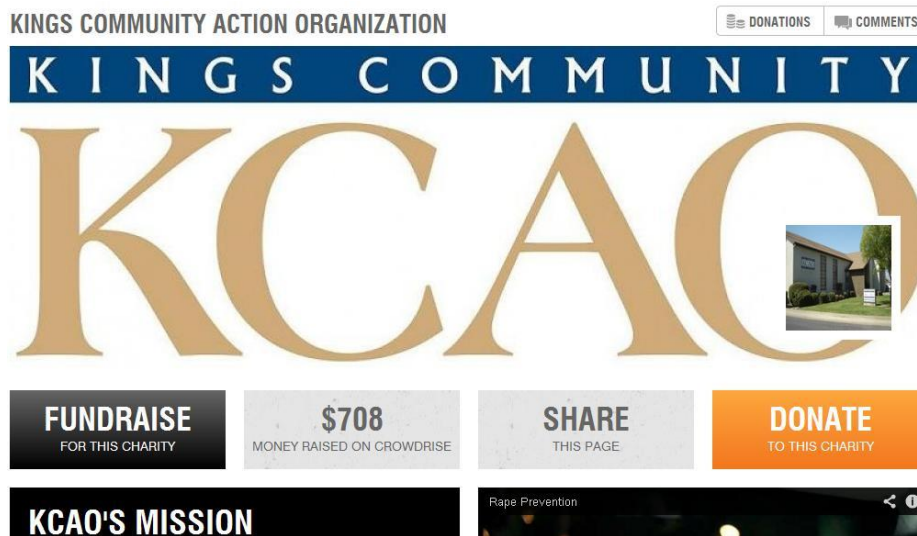 KINGS COMMUNITY ACTION ORGANIZATION
DONATIONS
COMMENTS
KINGS COMMUNITY
KCAO
FUNDRAISE
FOR THIS CHARITY
$708
MONEY RAISED ON CROWDRISE
SHARE
THIS PAGE
DONATE
TO THIS CHARITY
KCAO'S MISSION
Rape Prevention